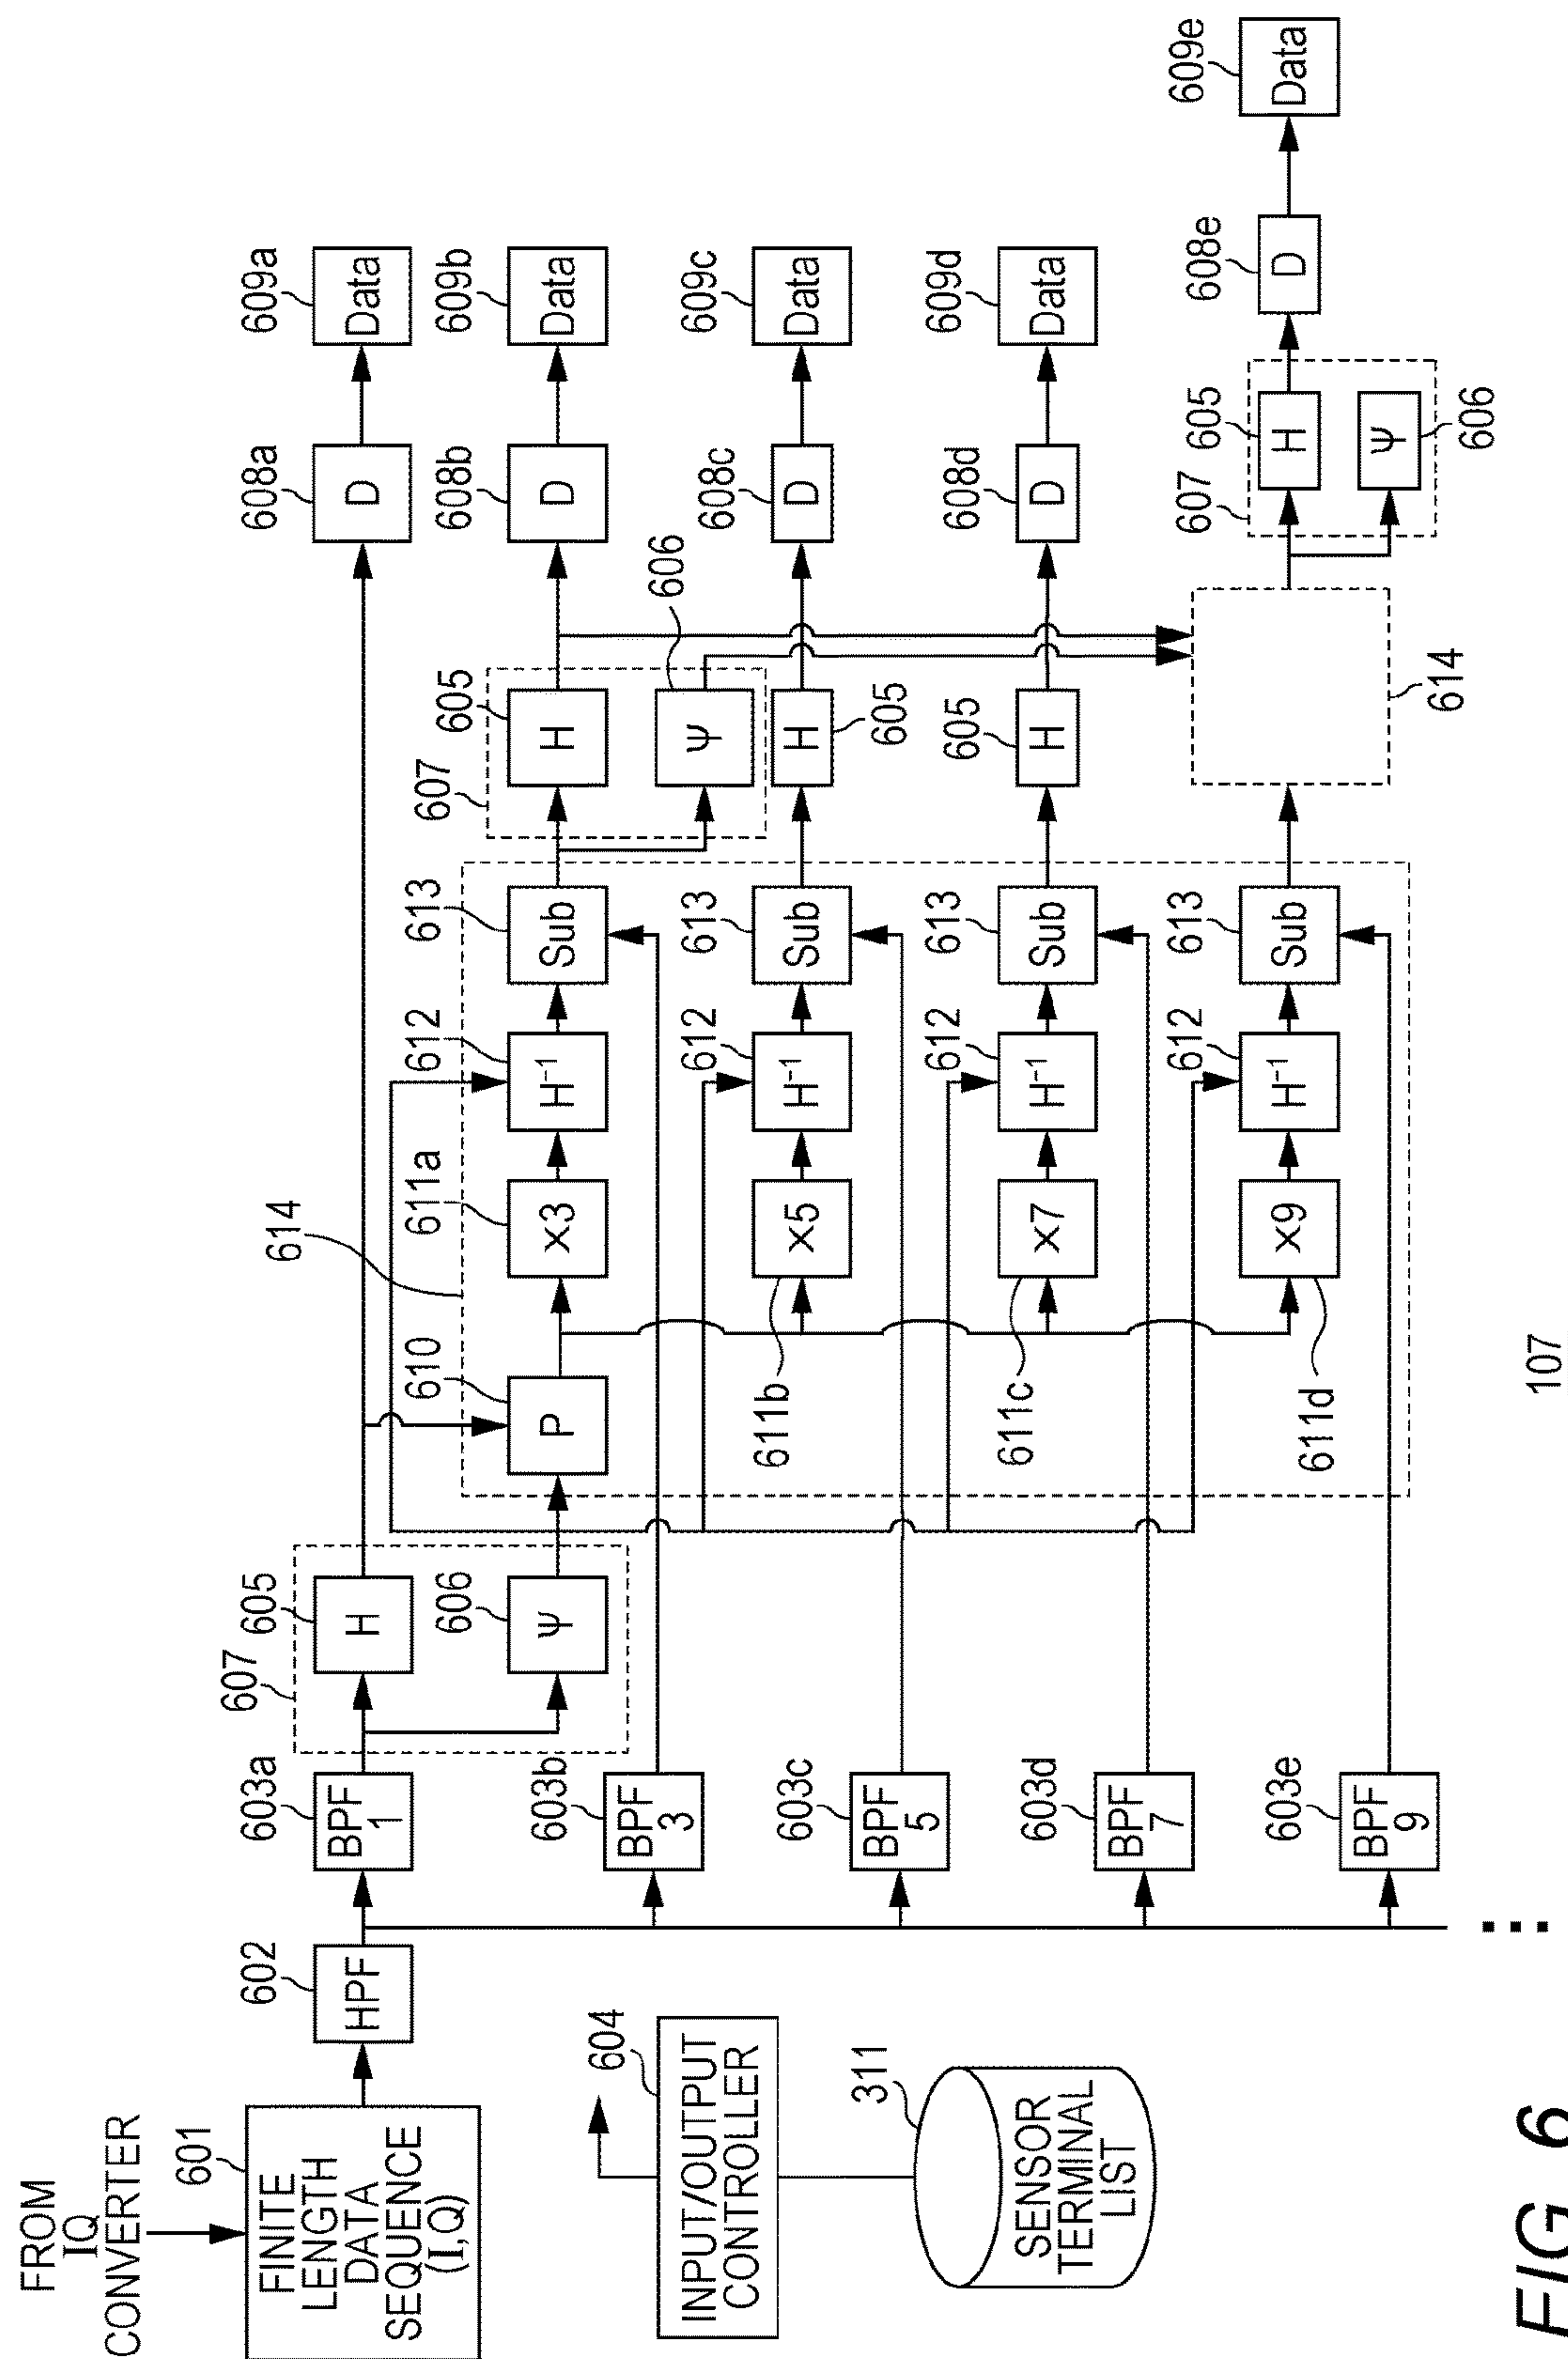 FROM
IQ
CONVERTER
601
FINITE
LENGTH
DATA
SEQUENCE
(I,Q)
602
HPF
603a
BPF
1
603b
BPF
3
603c
BPF
5
603d
BPF
7
603e
BPF
9
604
INPUT/OUTPUT
CONTROLLER
311
SENSOR
TERMINAL
LIST
607
605
H
606
Ψ
614
610
P
611a
×3
611b
×5
611c
×7
611d
×9
612
H⁻¹
612
H⁻¹
612
H⁻¹
612
H⁻¹
613
Sub
613
Sub
613
Sub
613
Sub
607
605
H
606
Ψ
605
H
605
H
614
607
605
H
606
Ψ
608a
D
608b
D
608c
D
608d
D
608e
D
609a
Data
609b
Data
609c
Data
609d
Data
609e
Data
107
FIG. 6